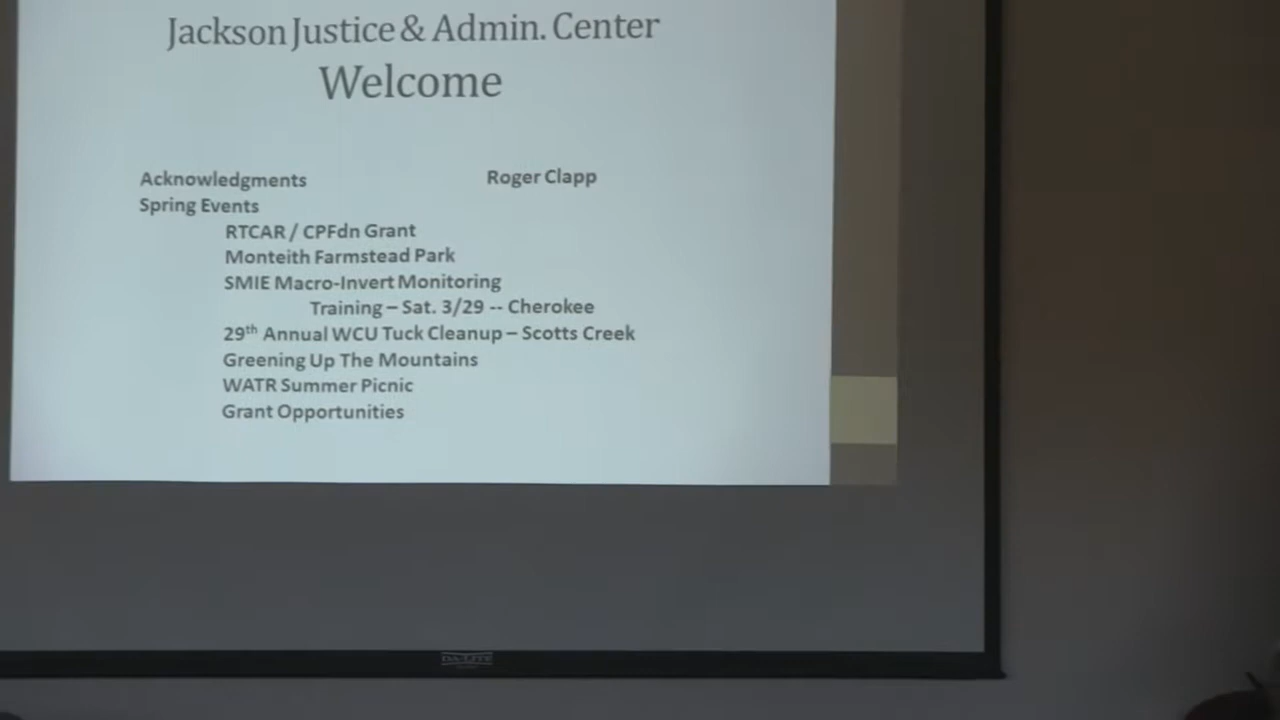 Jackson Justice & Admin. Center
Welcome
Acknowledgments Roger Clapp
Spring Events
RTCAR / CPFdn Grant
Monteith Farmstead Park
SMIE Macro-Invert Monitoring
Training – Sat. 3/29 -- Cherokee
29th Annual WCU Tuck Cleanup – Scotts Creek
Greening Up The Mountains
WATR Summer Picnic
Grant Opportunities
DA-LITE